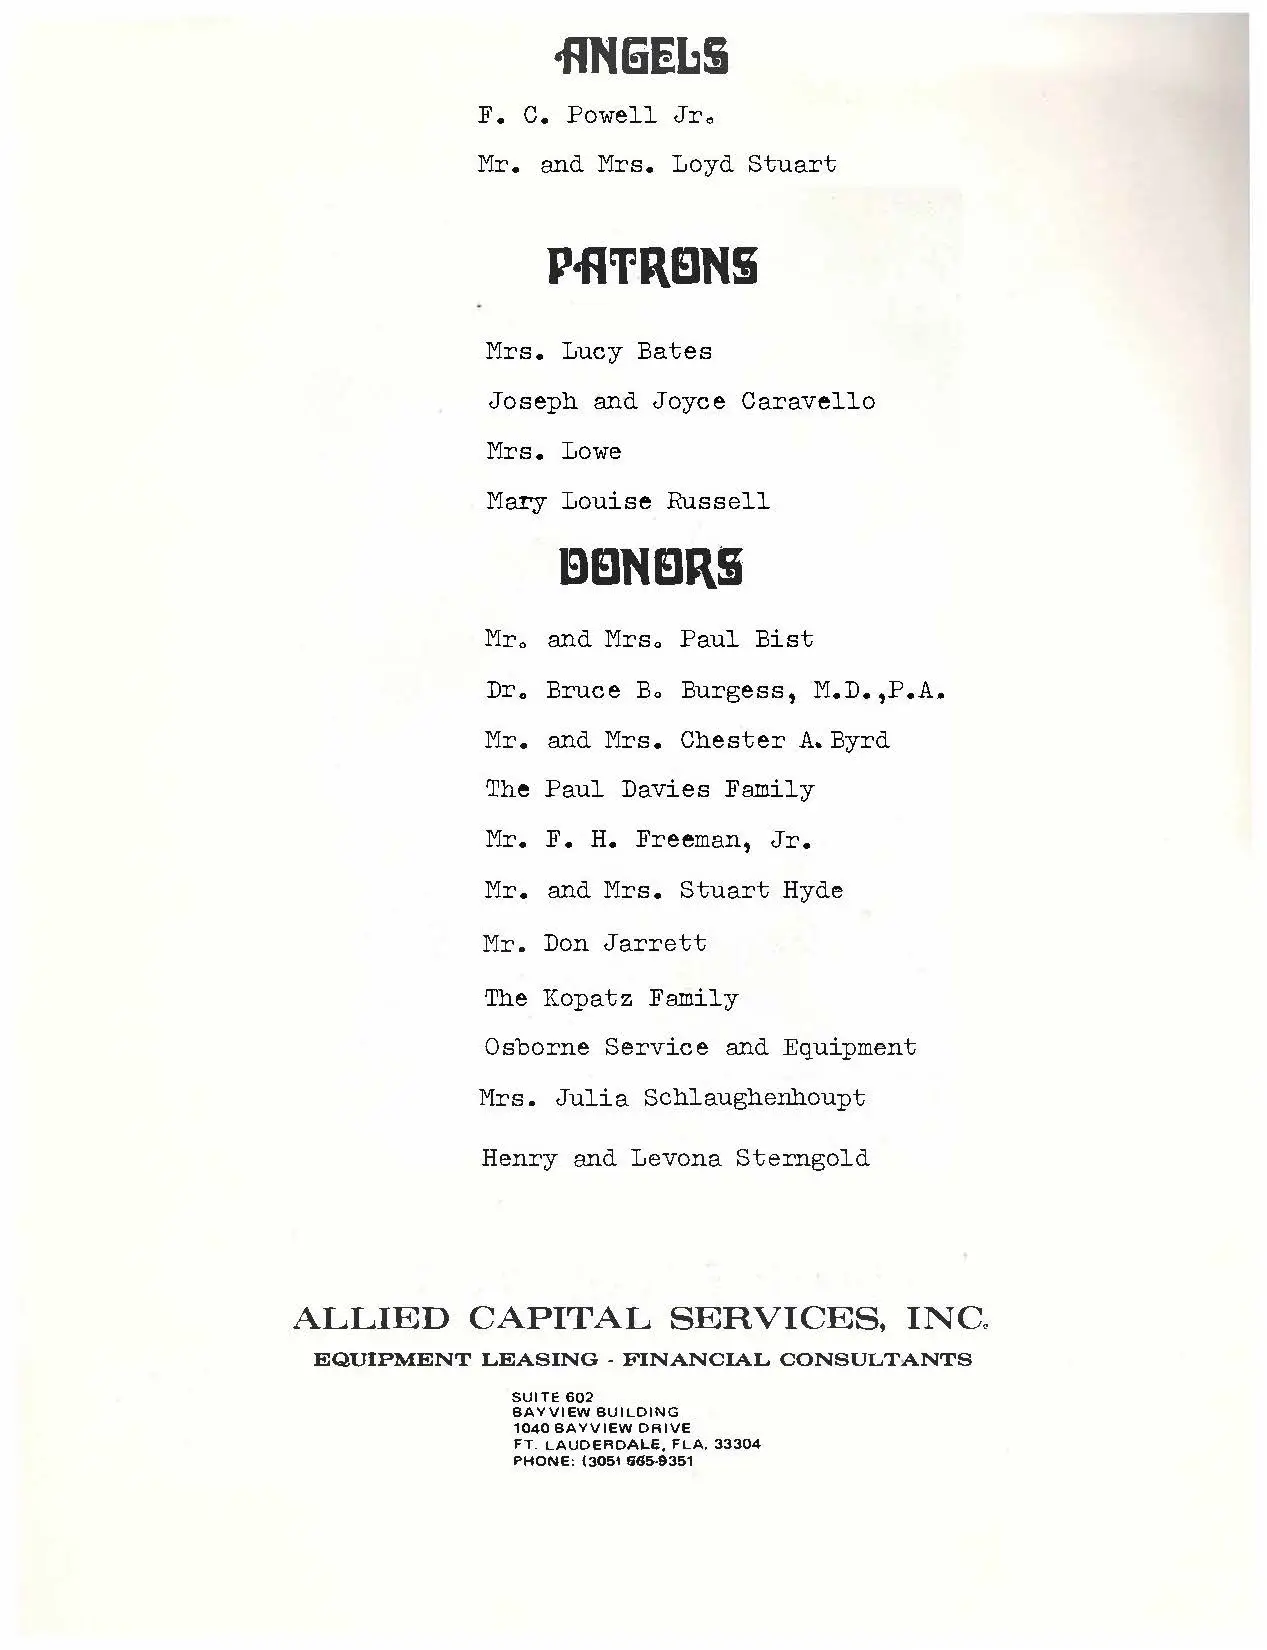 ANGELS
F. C. Powell Jr.
Mr. and Mrs. Loyd Stuart
PATRONS
Mrs. Lucy Bates
Joseph and Joyce Caravello
Mrs. Lowe
Mary Louise Russell
DONORS
Mr. and Mrs. Paul Bist
Dr. Bruce B. Burgess, M.D.,P.A.
Mr. and Mrs. Chester A. Byrd
The Paul Davies Family
Mr. F. H. Freeman, Jr.
Mr. and Mrs. Stuart Hyde
Mr. Don Jarrett
The Kopatz Family
Osborne Service and Equipment
Mrs. Julia Schlaughenhoupt
Henry and Levona Sterngold
ALLIED CAPITAL SERVICES, INC.
EQUIPMENT LEASING - FINANCIAL CONSULTANTS
SUITE 602
BAYVIEW BUILDING
1040 BAYVIEW DRIVE
FT. LAUDERDALE, FLA. 33304
PHONE: (305)